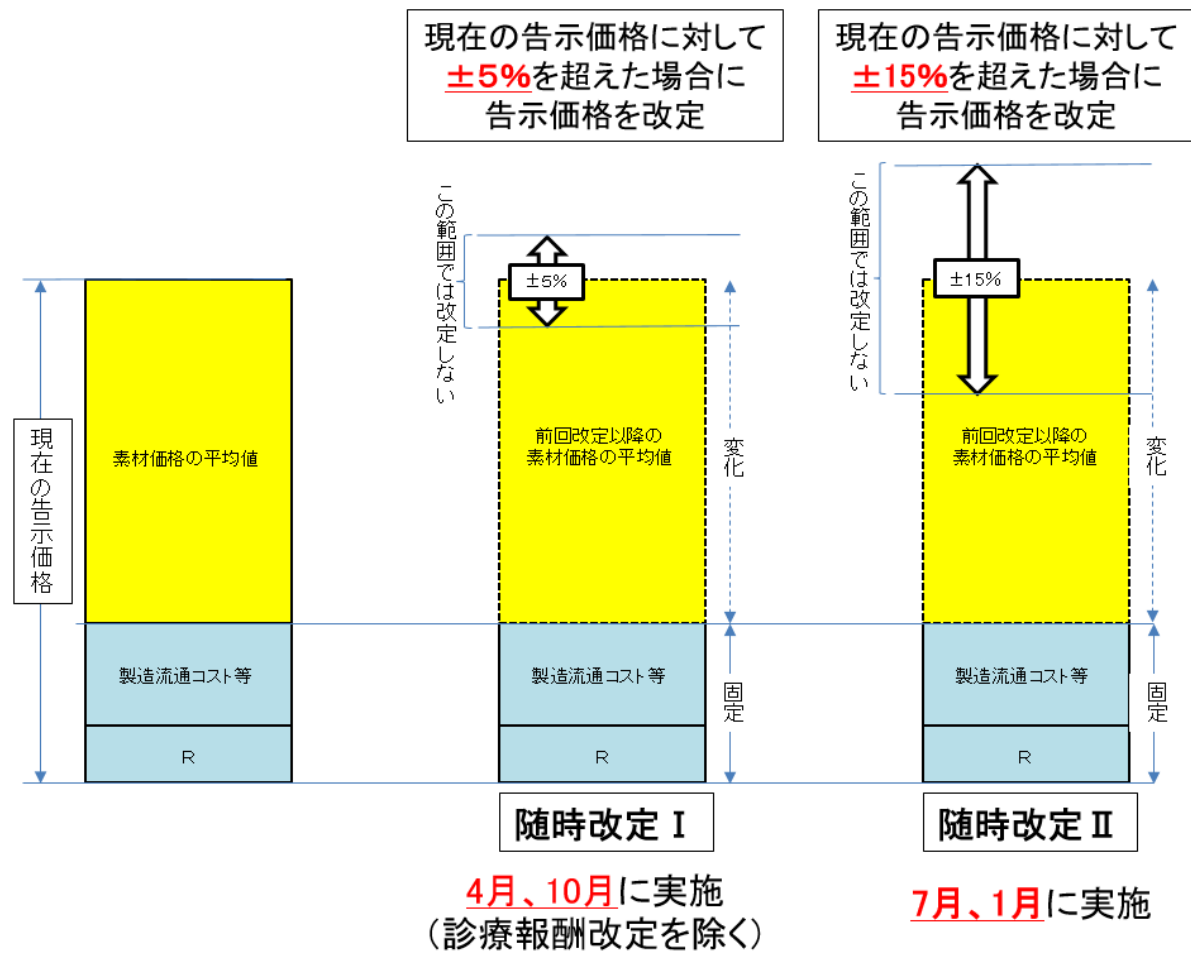 現在の告示価格に対して
±5%を超えた場合に
告示価格を改定
現在の告示価格に対して
±15%を超えた場合に
告示価格を改定
現在の告示価格
素材価格の平均値
製造流通コスト等
R
この範囲では改定しない
±5%
前回改定以降の
素材価格の平均値
製造流通コスト等
R
変化
固定
この範囲では改定しない
±15%
前回改定以降の
素材価格の平均値
製造流通コスト等
R
変化
固定
随時改定Ⅰ
4月、10月に実施
（診療報酬改定を除く）
随時改定Ⅱ
7月、1月に実施